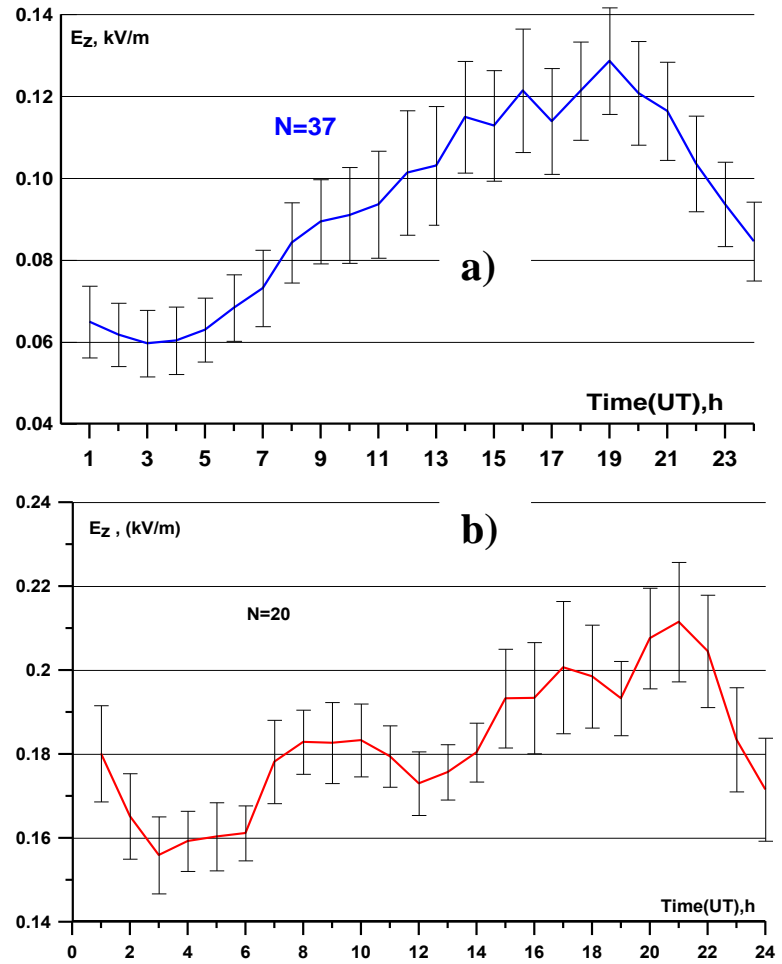 0.14
E_Z, kV/m
0.12
N=37
0.10
0.08
a)
0.06
Time(UT),h
0.04
1 3 5 7 9 11 13 15 17 19 21 23
0.24
E_Z , (kV/m)
b)
0.22
N=20
0.2
0.18
0.16
Time(UT),h
0.14
0 2 4 6 8 10 12 14 16 18 20 22 24